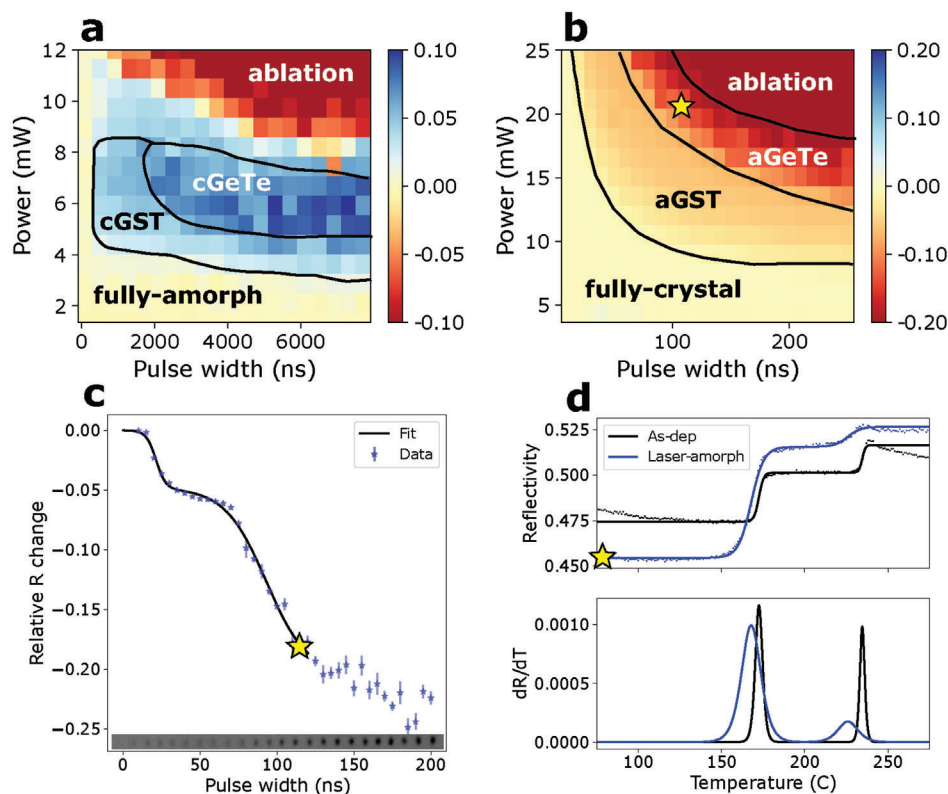 a
12
10
8
6
4
2
Power (mW)
ablation
cGeTe
cGST
fully-amorph
0
2000
4000
6000
Pulse width (ns)
0.10
0.05
0.00
−0.05
−0.10
b
25
20
15
10
5
Power (mW)
ablation
aGeTe
aGST
fully-crystal
100
200
Pulse width (ns)
0.20
0.10
0.00
−0.10
−0.20
c
0.00
−0.05
−0.10
−0.15
−0.20
−0.25
Relative R change
Fit
Data
0
25
50
75
100
125
150
175
200
Pulse width (ns)
d
0.525
0.500
0.475
0.450
Reflectivity
As-dep
Laser-amorph
0.0010
0.0005
0.0000
dR/dT
100
150
200
250
Temperature (C)